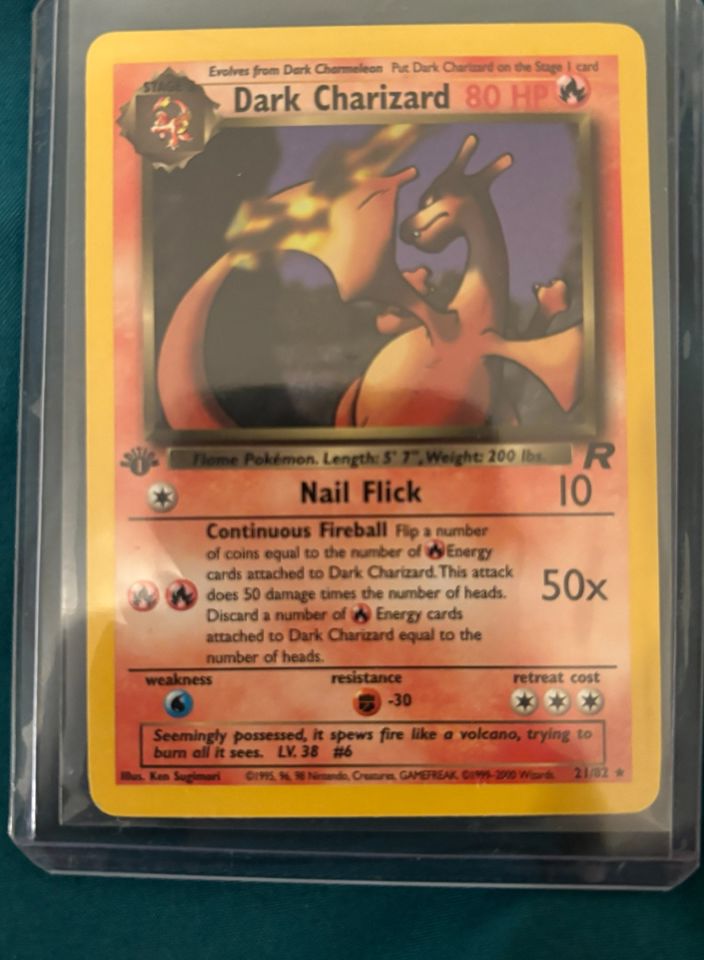 Evolves from Dark Charmeleon Put Dark Charizard on the Stage 1 card
STAGE 2
Dark Charizard 80 HP
1
Flame Pokémon. Length: 5' 7", Weight: 200 lbs.
R
Nail Flick 10
Continuous Fireball Flip a number
of coins equal to the number of Energy
cards attached to Dark Charizard. This attack
does 50 damage times the number of heads.
Discard a number of Energy cards
attached to Dark Charizard equal to the
number of heads.
50x
weakness resistance retreat cost
-30
Seemingly possessed, it spews fire like a volcano, trying to
burn all it sees. LV. 38 #6
Illus. Ken Sugimori ©1995, 96, 98 Nintendo, Creatures, GAMEFREAK. ©1999-2000 Wizards. 21/82 ★